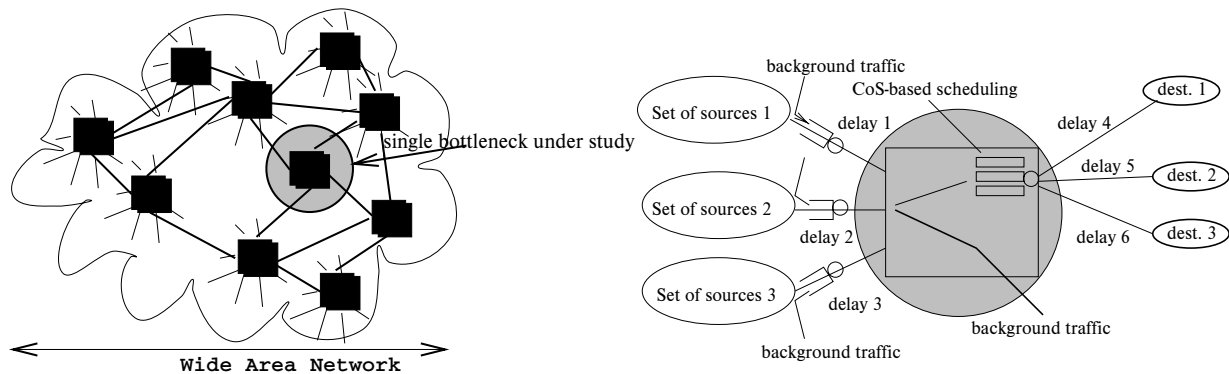 single bottleneck under study
Wide Area Network
background traffic
CoS-based scheduling
dest. 1
Set of sources 1
delay 1
delay 4
delay 5
dest. 2
Set of sources 2
delay 2
dest. 3
delay 6
Set of sources 3
delay 3
background traffic
background traffic